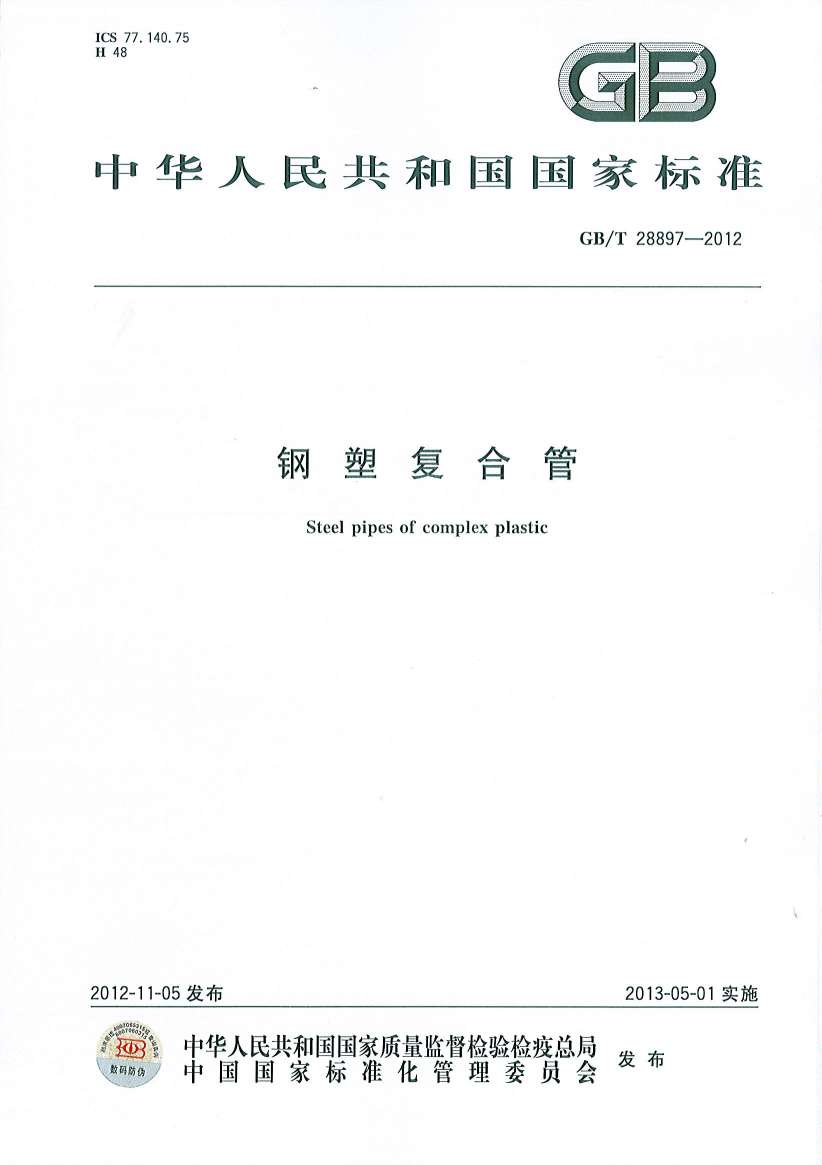 ICS 77.140.75
H 48
GB
中华人民共和国国家标准
GB/T 28897—2012
钢塑复合管
Steel pipes of complex plastic
2012-11-05 发布
2013-05-01 实施
数码防伪
中华人民共和国国家质量监督检验检疫总局
中国国家标准化管理委员会
发布